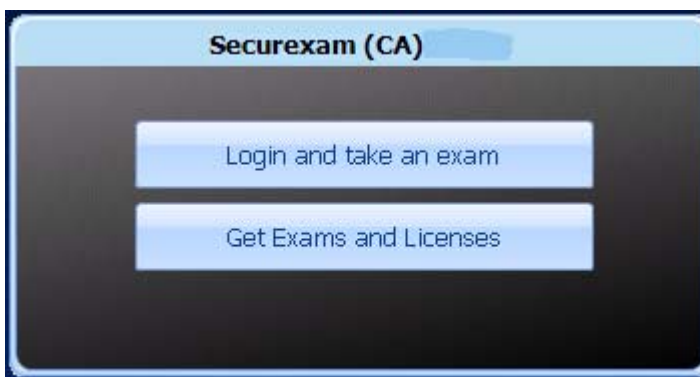 Securexam (CA)
Login and take an exam
Get Exams and Licenses